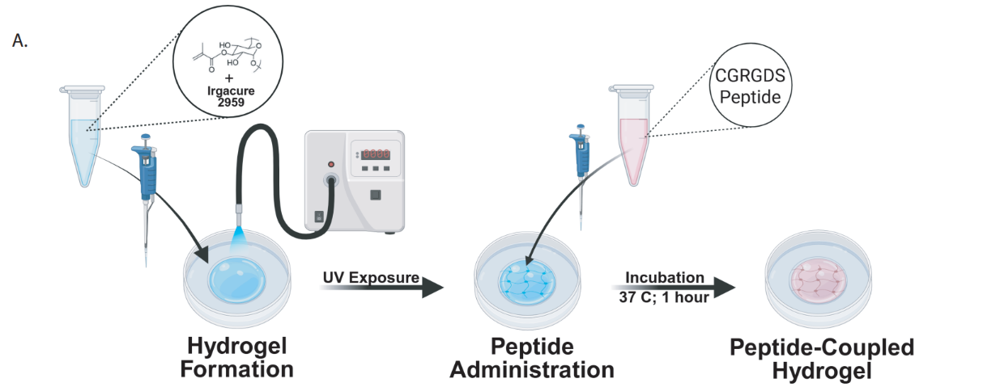 A.
HO
O
O
O
HO
O
+
Irgacure
2959
CGRGDS
Peptide
UV Exposure
Incubation
37 C; 1 hour
Hydrogel
Formation
Peptide
Administration
Peptide-Coupled
Hydrogel